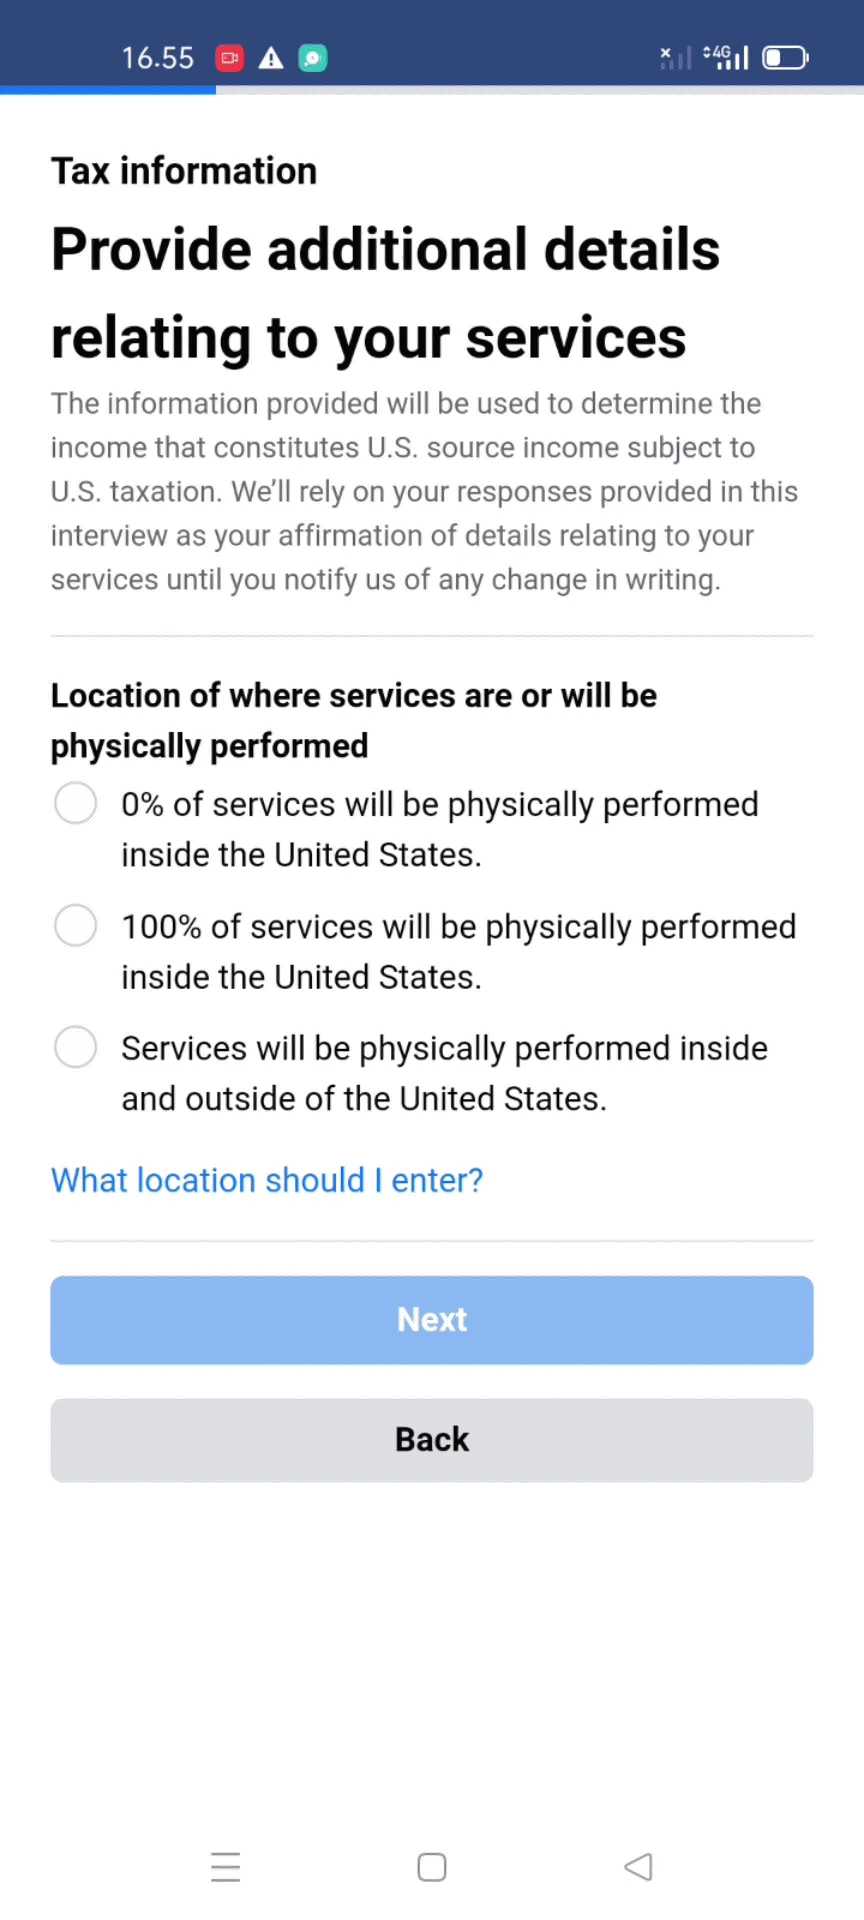 16.55
4G
Tax information
Provide additional details
relating to your services
The information provided will be used to determine the
income that constitutes U.S. source income subject to
U.S. taxation. We’ll rely on your responses provided in this
interview as your affirmation of details relating to your
services until you notify us of any change in writing.
Location of where services are or will be
physically performed
0% of services will be physically performed
inside the United States.
100% of services will be physically performed
inside the United States.
Services will be physically performed inside
and outside of the United States.
What location should I enter?
Next
Back